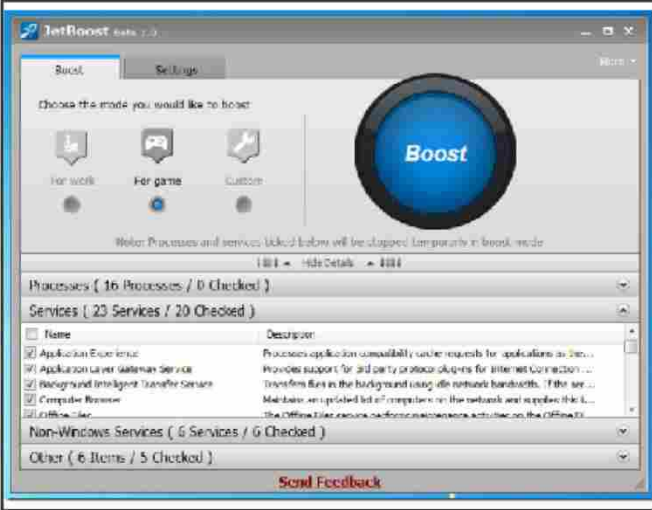 JetBoost Beta 1.0
More
Boost
Settings
Choose the mode you would like to boost
For work
For game
Custom
Boost
Note: Processes and services ticked below will be stopped temporarily in boost mode
Hide Details
Processes ( 16 Processes / 0 Checked )
Services ( 23 Services / 20 Checked )
Name Description
Application Experience Processes application compatibility cache requests for applications as
Application Layer Gateway Service Provides support for 3rd party protocol plug-ins for Internet Connection ...
Background Intelligent Transfer Service Transfers files in the background using idle network bandwidth. If the ser...
Computer Browser Maintains an updated list of computers on the network and supplies this l...
Offline Files The Offline Files service performs maintenance activities on the Offline
Non-Windows Services ( 6 Services / 6 Checked )
Other ( 6 Items / 5 Checked )
Send Feedback